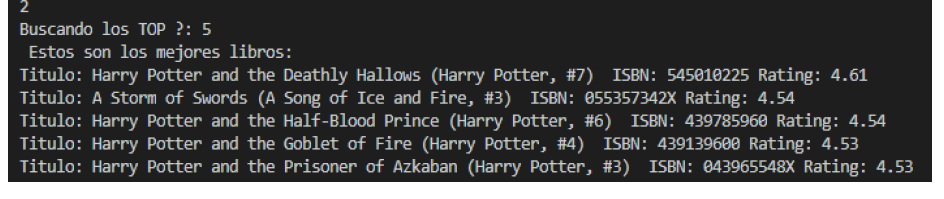 2
Buscando los TOP ?: 5
Estos son los mejores libros:
Titulo: Harry Potter and the Deathly Hallows (Harry Potter, #7)  ISBN: 545010225 Rating: 4.61
Titulo: A Storm of Swords (A Song of Ice and Fire, #3)  ISBN: 055357342X Rating: 4.54
Titulo: Harry Potter and the Half-Blood Prince (Harry Potter, #6)  ISBN: 439785960 Rating: 4.54
Titulo: Harry Potter and the Goblet of Fire (Harry Potter, #4)  ISBN: 439139600 Rating: 4.53
Titulo: Harry Potter and the Prisoner of Azkaban (Harry Potter, #3)  ISBN: 043965548X Rating: 4.53